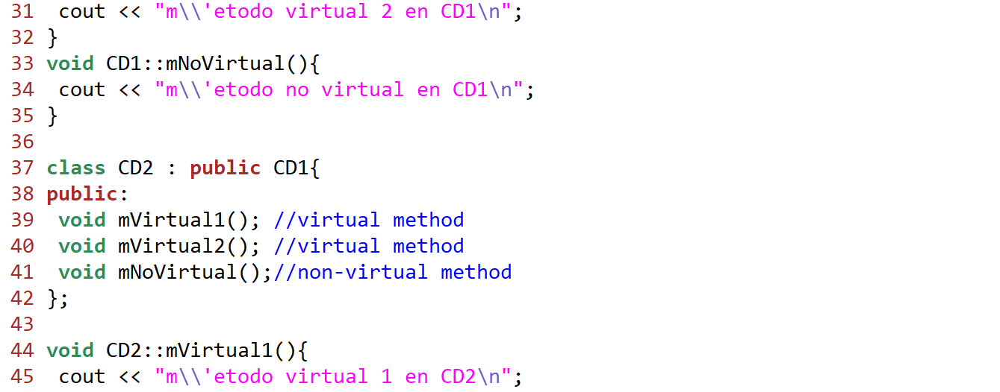 31  cout << "m\\'etodo virtual 2 en CD1\n";
32 }
33 void CD1::mNoVirtual(){
34  cout << "m\\'etodo no virtual en CD1\n";
35 }
36
37 class CD2 : public CD1{
38 public:
39  void mVirtual1(); //virtual method
40  void mVirtual2(); //virtual method
41  void mNoVirtual();//non-virtual method
42 };
43
44 void CD2::mVirtual1(){
45  cout << "m\\'etodo virtual 1 en CD2\n";